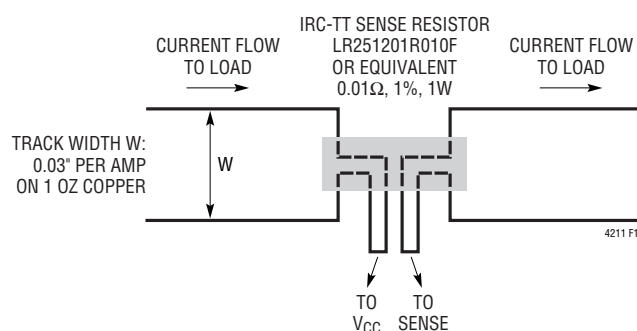 IRC-TT SENSE RESISTOR
LR251201R010F
OR EQUIVALENT
0.01Ω, 1%, 1W
CURRENT FLOW
TO LOAD
CURRENT FLOW
TO LOAD
TRACK WIDTH W:
0.03" PER AMP
ON 1 OZ COPPER
W
4211 F1
TO
VCC
TO
SENSE